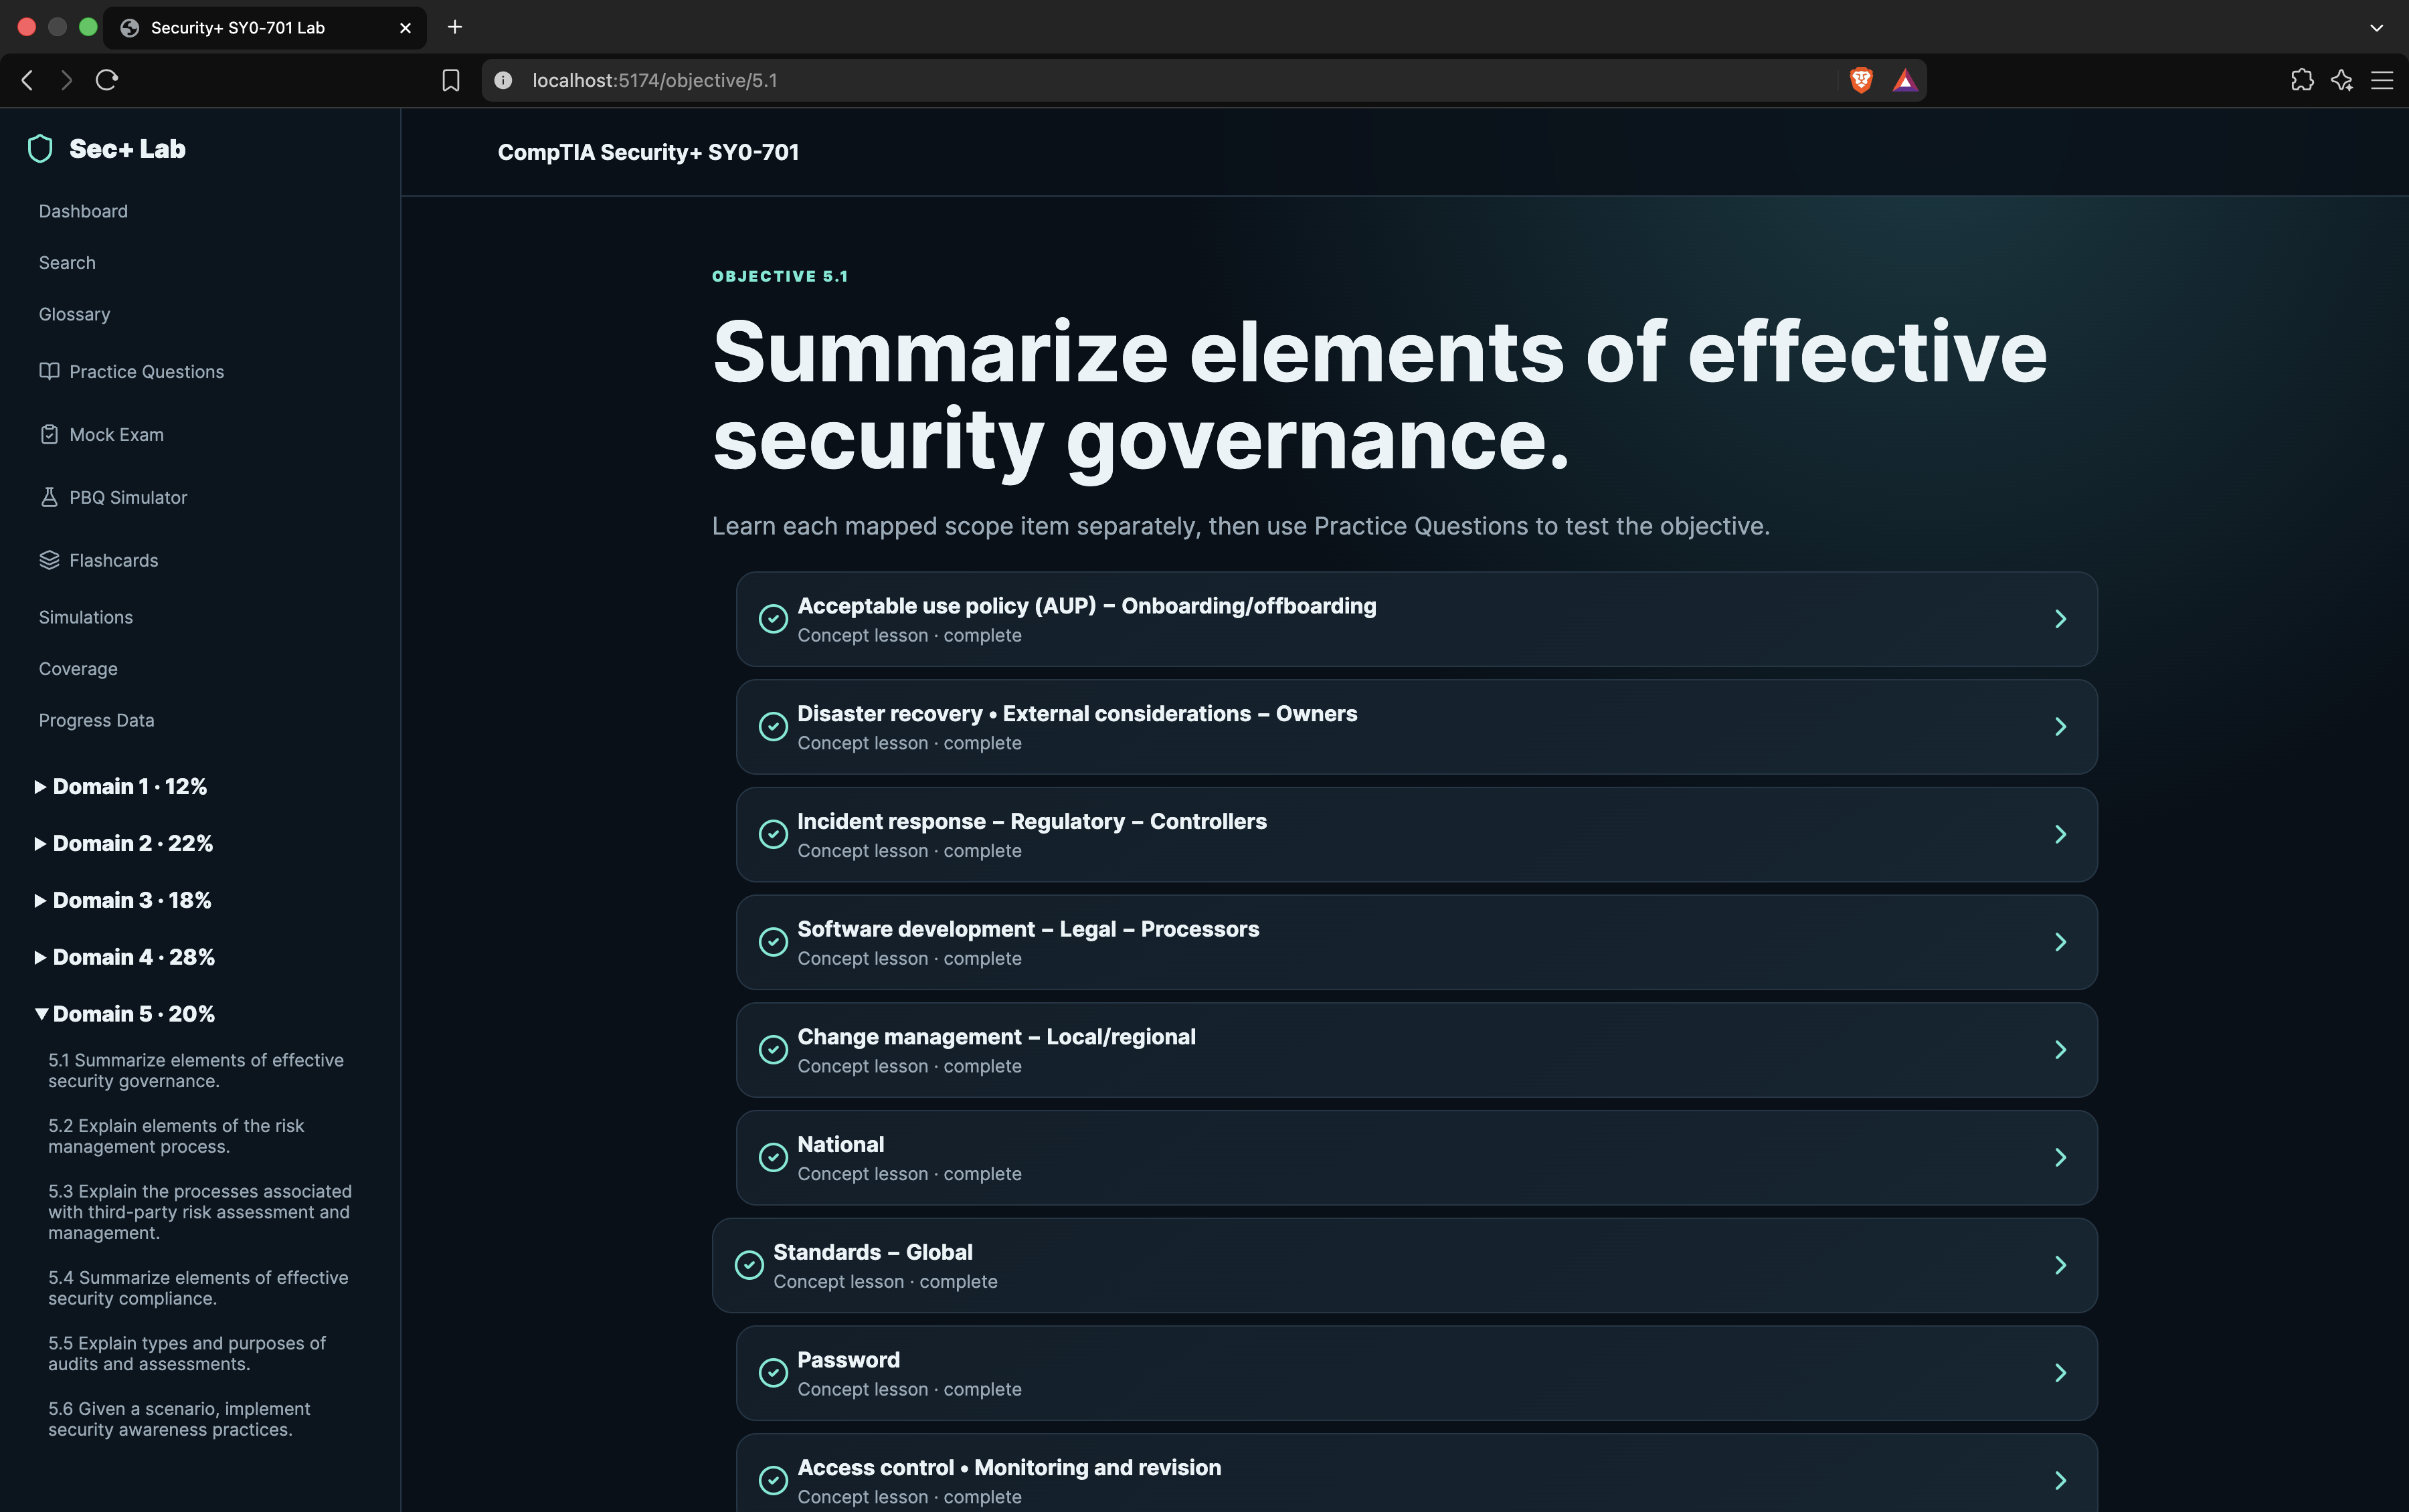 Security+ SY0-701 Lab
localhost:5174/objective/5.1
Sec+ Lab
Dashboard
Search
Glossary
Practice Questions
Mock Exam
PBQ Simulator
Flashcards
Simulations
Coverage
Progress Data
Domain 1 · 12%
Domain 2 · 22%
Domain 3 · 18%
Domain 4 · 28%
Domain 5 · 20%
5.1 Summarize elements of effective
security governance.
5.2 Explain elements of the risk
management process.
5.3 Explain the processes associated
with third-party risk assessment and
management.
5.4 Summarize elements of effective
security compliance.
5.5 Explain types and purposes of
audits and assessments.
5.6 Given a scenario, implement
security awareness practices.
CompTIA Security+ SY0-701
OBJECTIVE 5.1
Summarize elements of effective
security governance.
Learn each mapped scope item separately, then use Practice Questions to test the objective.
Acceptable use policy (AUP) – Onboarding/offboarding
Concept lesson · complete
Disaster recovery • External considerations – Owners
Concept lesson · complete
Incident response – Regulatory – Controllers
Concept lesson · complete
Software development – Legal – Processors
Concept lesson · complete
Change management – Local/regional
Concept lesson · complete
National
Concept lesson · complete
Standards – Global
Concept lesson · complete
Password
Concept lesson · complete
Access control • Monitoring and revision
Concept lesson · complete